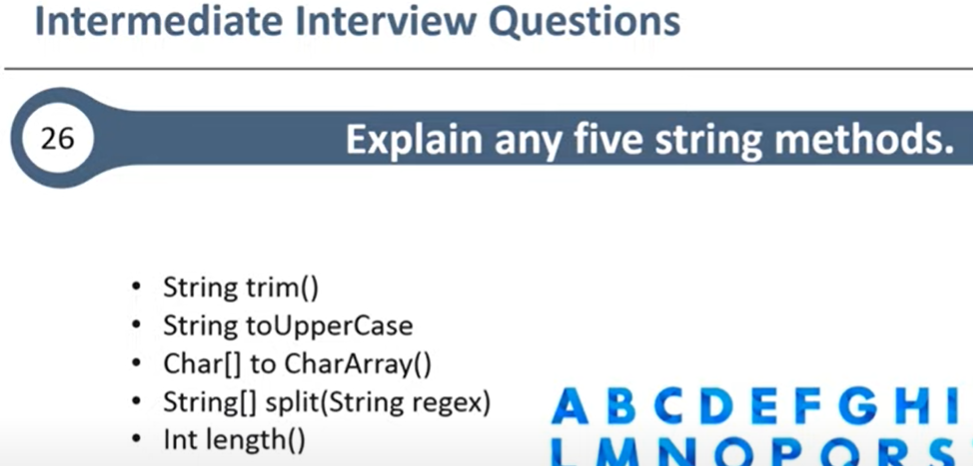 Intermediate Interview Questions
26
Explain any five string methods.
• String trim()
• String toUpperCase
• Char[] to CharArray()
• String[] split(String regex)
• Int length()
A B C D E F G H I
L M N O P Q R S